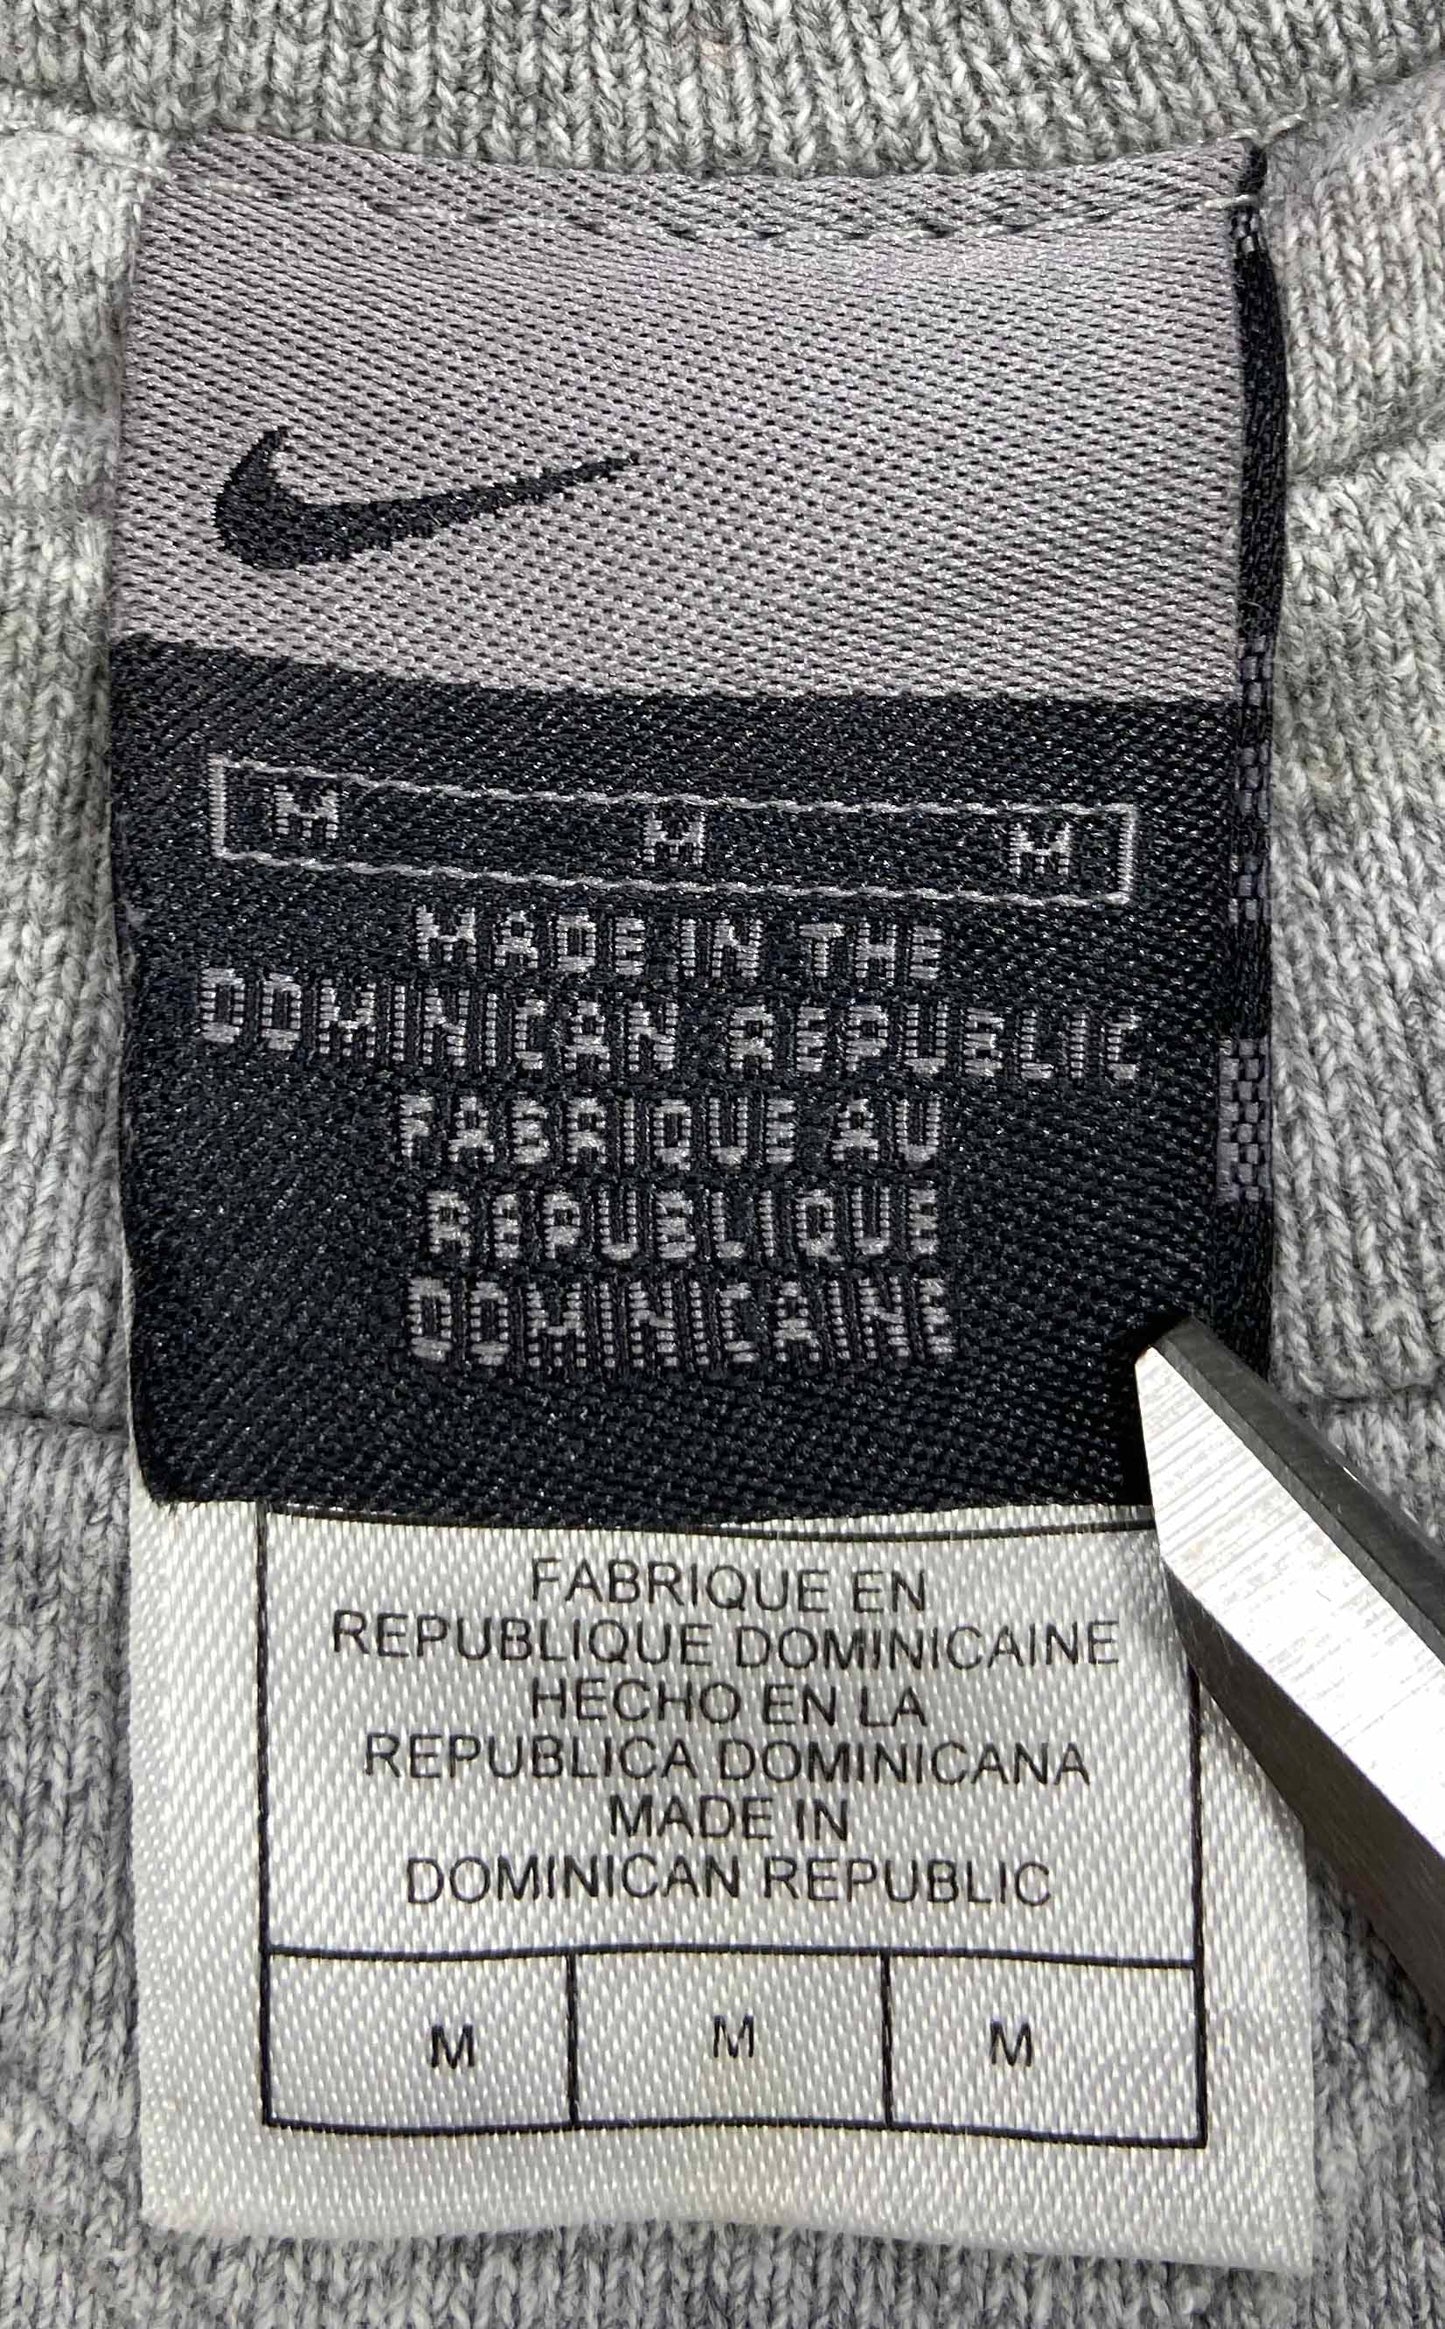 M M M
MADE IN THE
DOMINICAN REPUBLIC
FABRIQUE AU
REPUBLIQUE
DOMINICAINE
FABRIQUE EN
REPUBLIQUE DOMINICAINE
HECHO EN LA
REPUBLICA DOMINICANA
MADE IN
DOMINICAN REPUBLIC
M M M